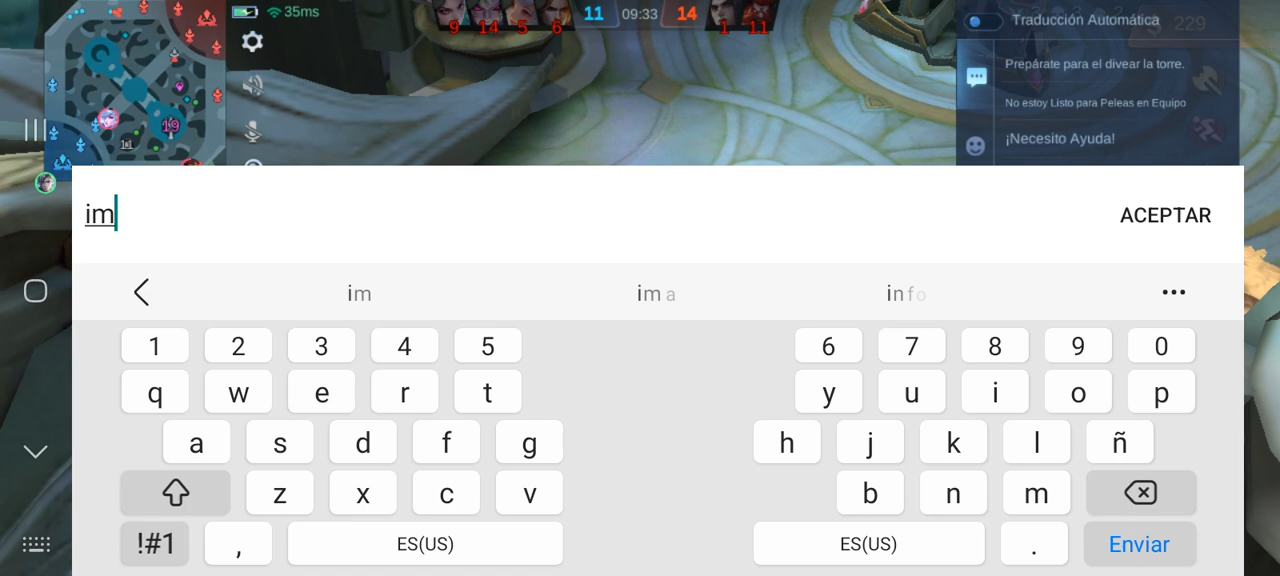 35ms
11 09:33 14
9 14 5 6 1 11
Traducción Automática
229
Prepárate para el divear la torre.
No estoy Listo para Peleas en Equipo
¡Necesito Ayuda!
19
im
ACEPTAR
im ima info
1 2 3 4 5 6 7 8 9 0
q w e r t y u i o p
a s d f g h j k l ñ
z x c v b n m
!#1 , ES(US) ES(US) . Enviar